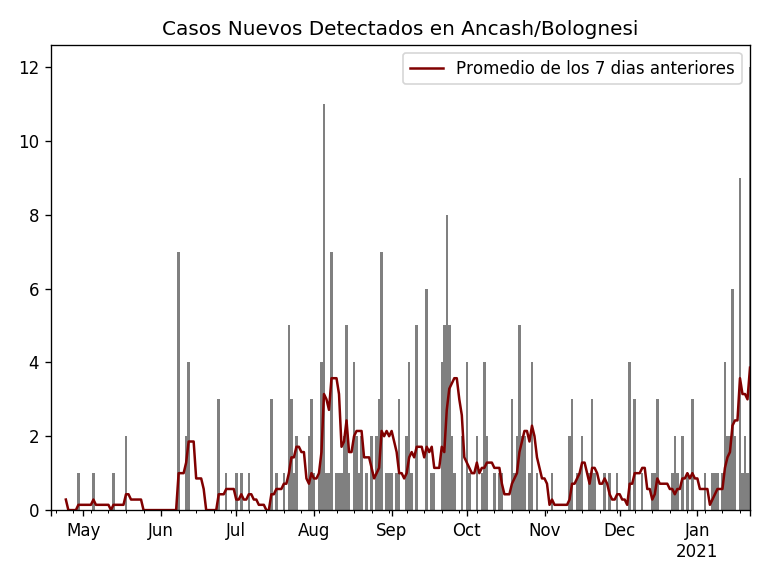 Casos Nuevos Detectados en Ancash/Bolognesi
Promedio de los 7 dias anteriores
12
10
8
6
4
2
0
May Jun Jul Aug Sep Oct Nov Dec Jan
2021